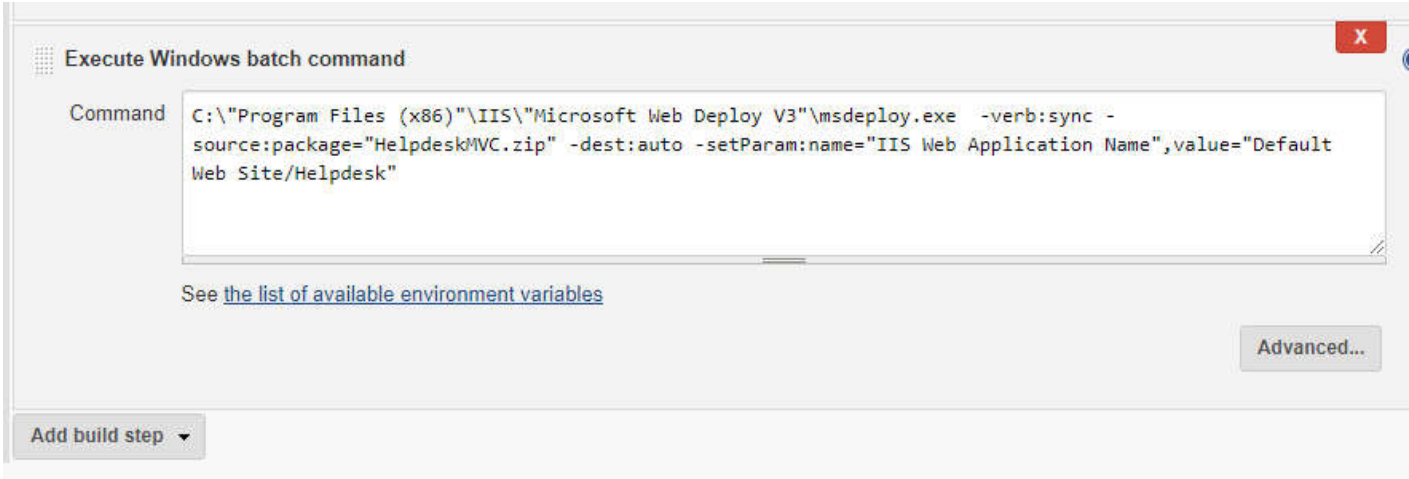 X
Execute Windows batch command
Command
C:\"Program Files (x86)"\IIS\"Microsoft Web Deploy V3"\msdeploy.exe  -verb:sync -
source:package="HelpdeskMVC.zip" -dest:auto -setParam:name="IIS Web Application Name",value="Default
Web Site/Helpdesk"
See the list of available environment variables
Advanced...
Add build step